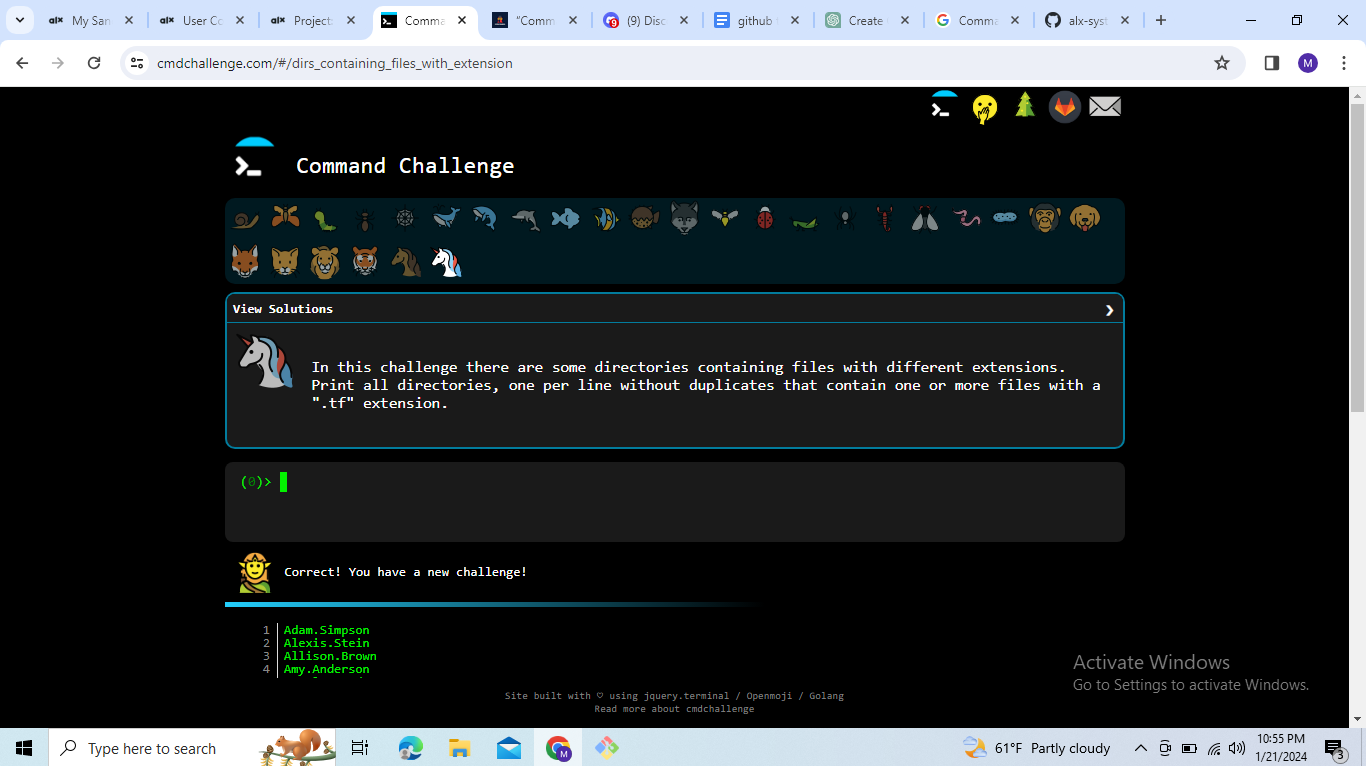 My San
User Co
Project:
Comma
"Comm
(9) Disc
github
Create
Comma
alx-syst
cmdchallenge.com/#/dirs_containing_files_with_extension
M
Command Challenge
View Solutions
In this challenge there are some directories containing files with different extensions.
Print all directories, one per line without duplicates that contain one or more files with a
".tf" extension.
(0)>
Correct! You have a new challenge!
1 Adam.Simpson
2 Alexis.Stein
3 Allison.Brown
4 Amy.Anderson
Activate Windows
Go to Settings to activate Windows.
Site built with ♡ using jquery.terminal / Openmoji / Golang
Read more about cmdchallenge
Type here to search
61°F Partly cloudy
10:55 PM
1/21/2024
3